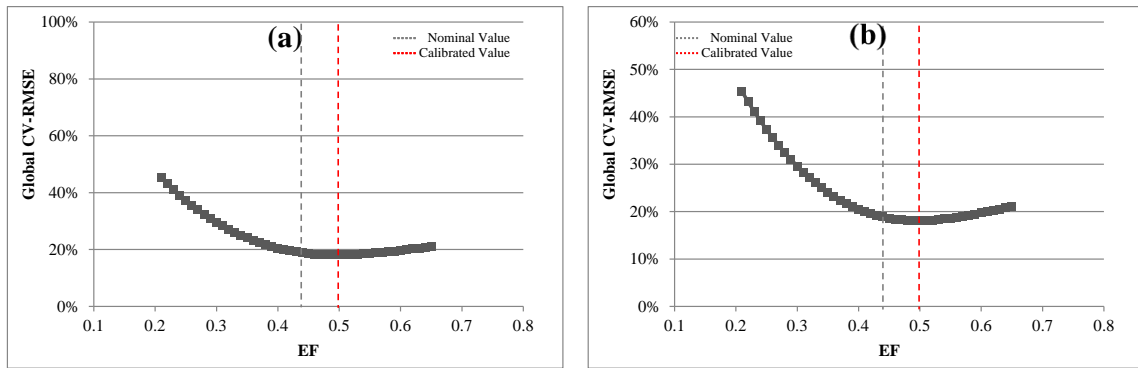 (a)
Nominal Value
Calibrated Value
Global CV-RMSE
100%
80%
60%
40%
20%
0%
0.1 0.2 0.3 0.4 0.5 0.6 0.7 0.8
EF
(b)
Nominal Value
Calibrated Value
Global CV-RMSE
60%
50%
40%
30%
20%
10%
0%
0.1 0.2 0.3 0.4 0.5 0.6 0.7 0.8
EF